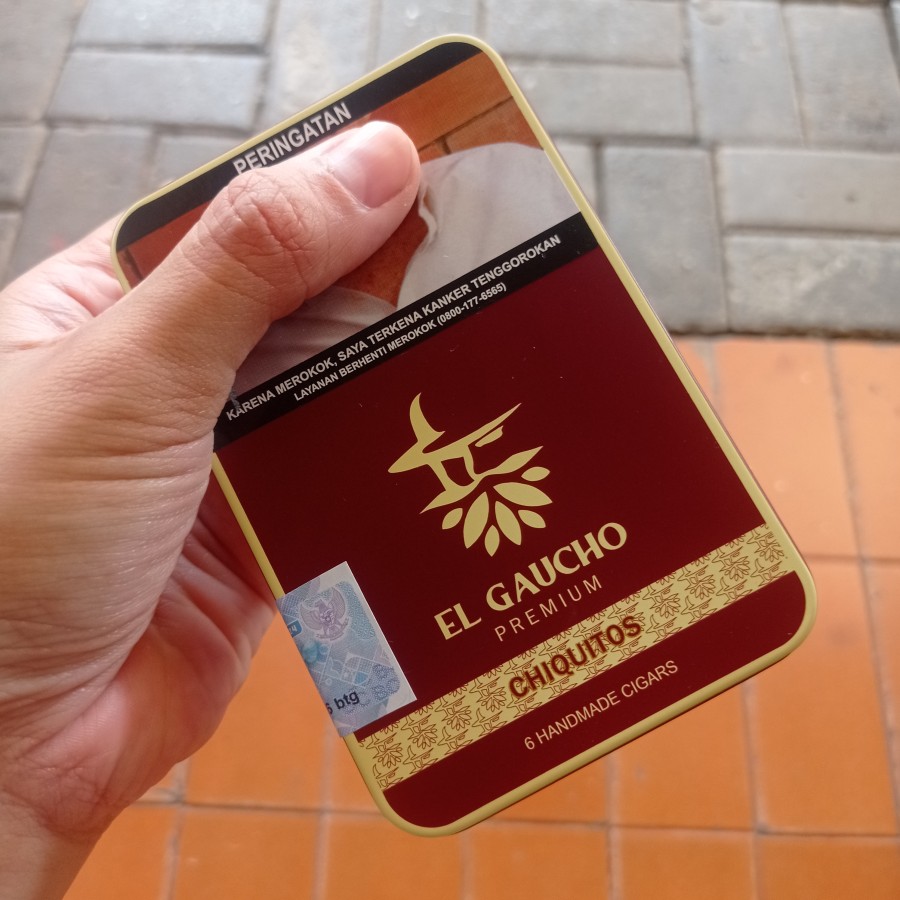 PERINGATAN
KARENA MEROKOK, SAYA TERKENA KANKER TENGGOROKAN
LAYANAN BERHENTI MEROKOK (0800-177-6565)
EL GAUCHO
PREMIUM
CHIQUITOS
6 HANDMADE CIGARS
btg